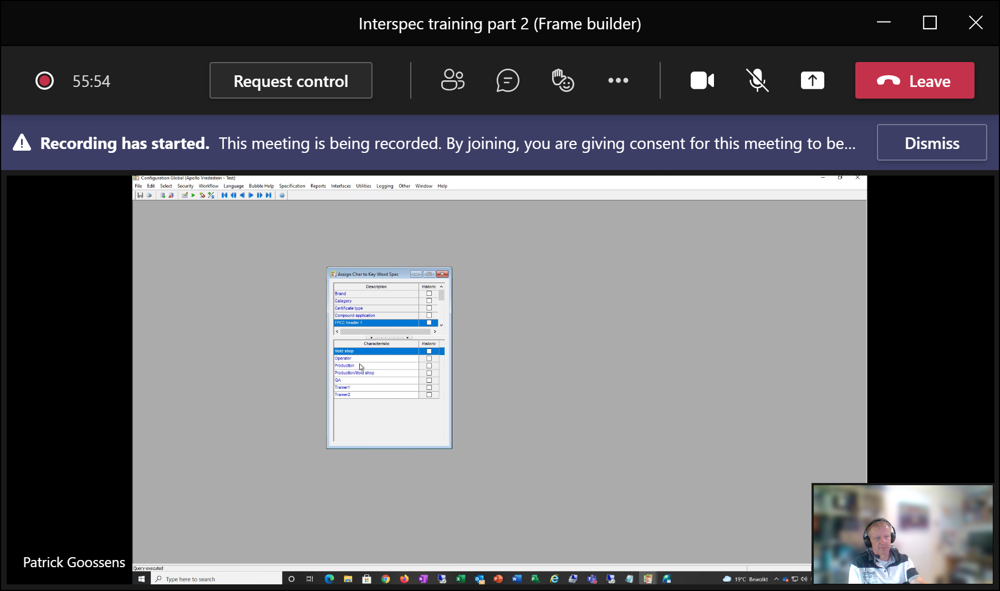 Interspec training part 2 (Frame builder)
55:54
Request control
Leave
Recording has started. This meeting is being recorded. By joining, you are giving consent for this meeting to be...
Dismiss
Configuration Global (Apollo Vredestein - Test)
File Edit Select Security Workflow Language Bubble Help Specification Reports Interfaces Utilities Logging Other Window Help
Assign Char to Key Word Spec
Description Historic
Brand
Category
Certificate type
Compound application
FPCC header 1
Characteristic Historic
Mold shop
Operator
Production
Production/Mold shop
QA
Trainer1
Trainer2
Patrick Goossens
Query executed
Type here to search
19°C Bewolkt